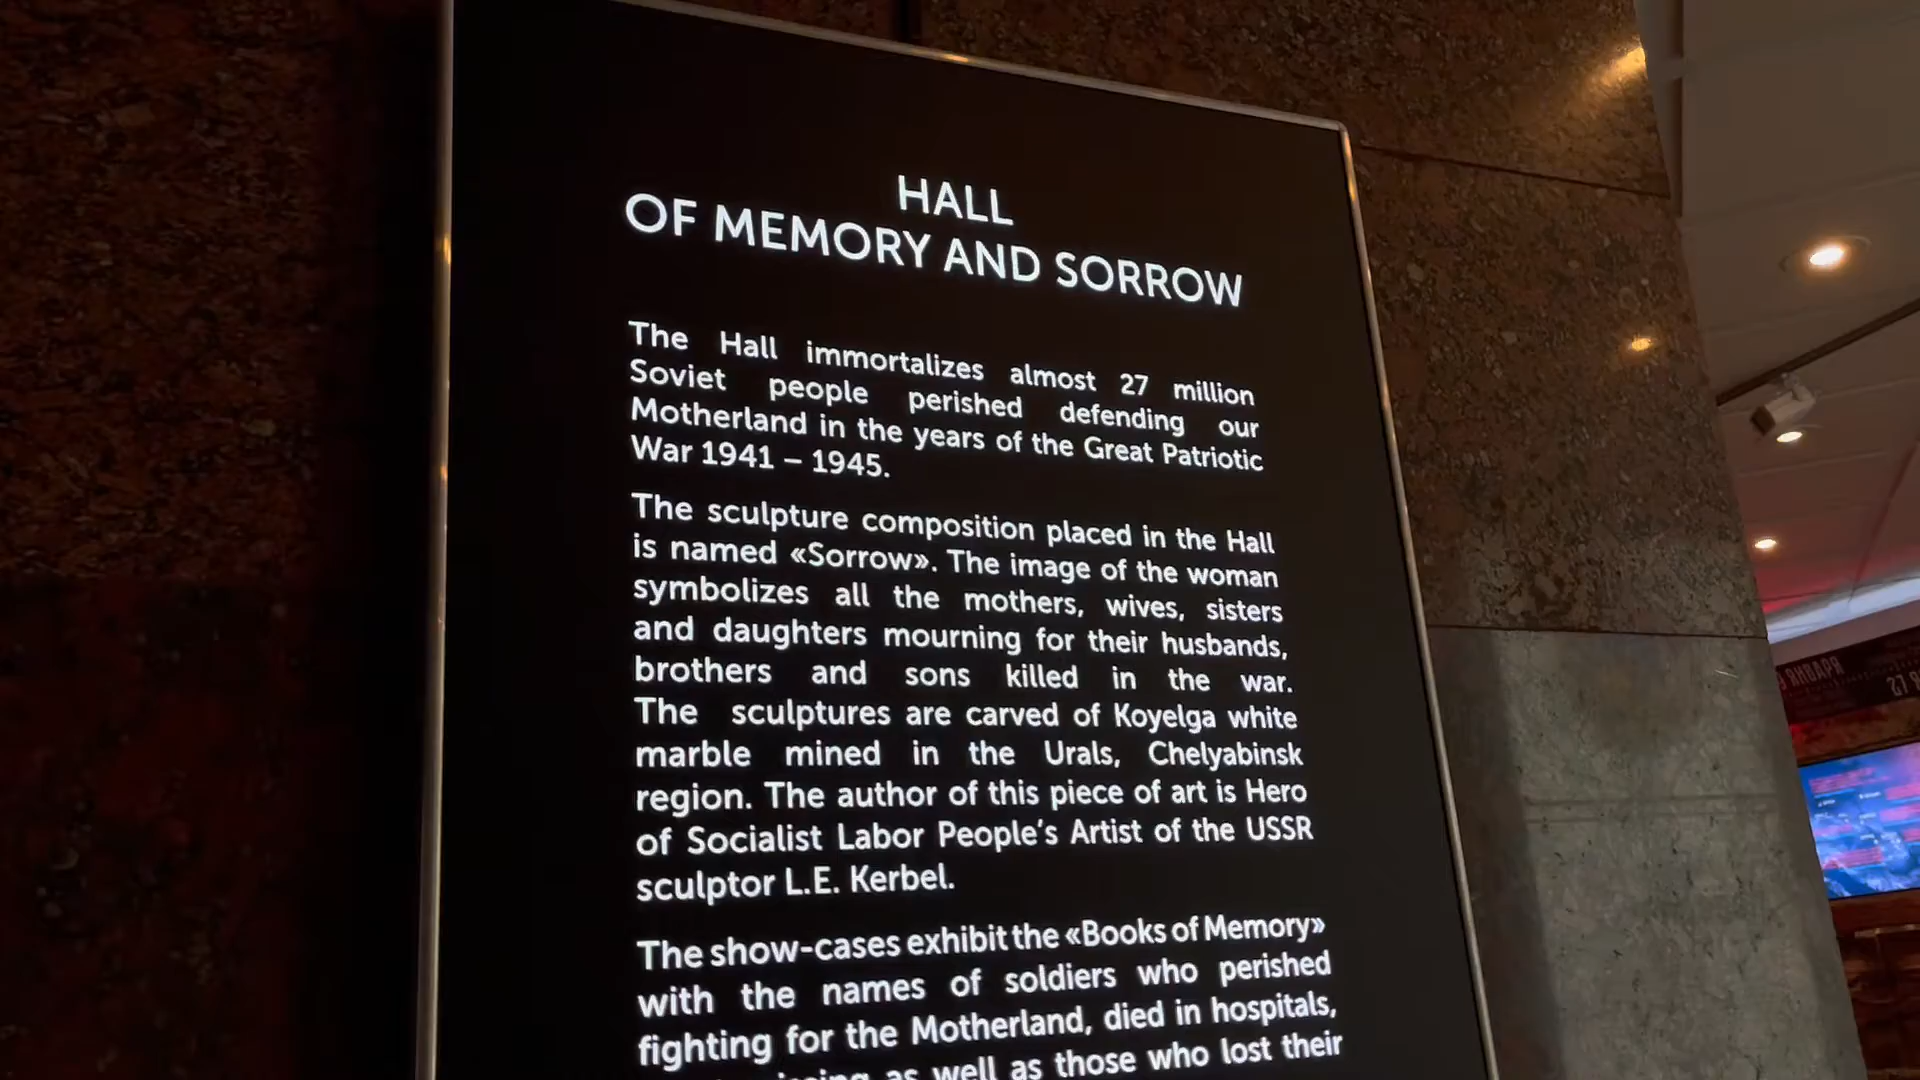 HALL
OF MEMORY AND SORROW
The Hall immortalizes almost 27 million
Soviet people perished defending our
Motherland in the years of the Great Patriotic
War 1941 – 1945.
The sculpture composition placed in the Hall
is named «Sorrow». The image of the woman
symbolizes all the mothers, wives, sisters
and daughters mourning for their husbands,
brothers and sons killed in the war.
The sculptures are carved of Koyelga white
marble mined in the Urals, Chelyabinsk
region. The author of this piece of art is Hero
of Socialist Labor People's Artist of the USSR
sculptor L.E. Kerbel.
The show-cases exhibit the «Books of Memory»
with the names of soldiers who perished
fighting for the Motherland, died in hospitals,
as well as those who lost their
ЯНВАРЯ
27